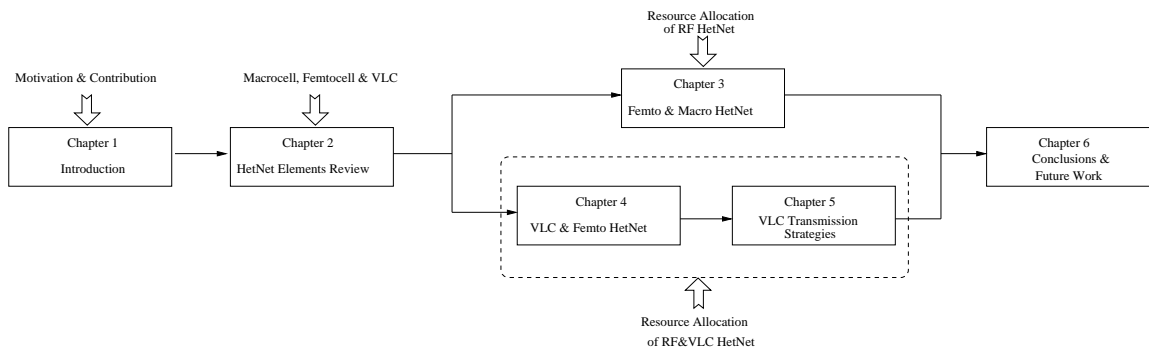 Motivation & Contribution
Chapter 1
Introduction
Macrocell, Femtocell & VLC
Chapter 2
HetNet Elements Review
Resource Allocation
of RF HetNet
Chapter 3
Femto & Macro HetNet
Chapter 4
VLC & Femto HetNet
Chapter 5
VLC Transmission
Strategies
Resource Allocation
of RF&VLC HetNet
Chapter 6
Conclusions &
Future Work